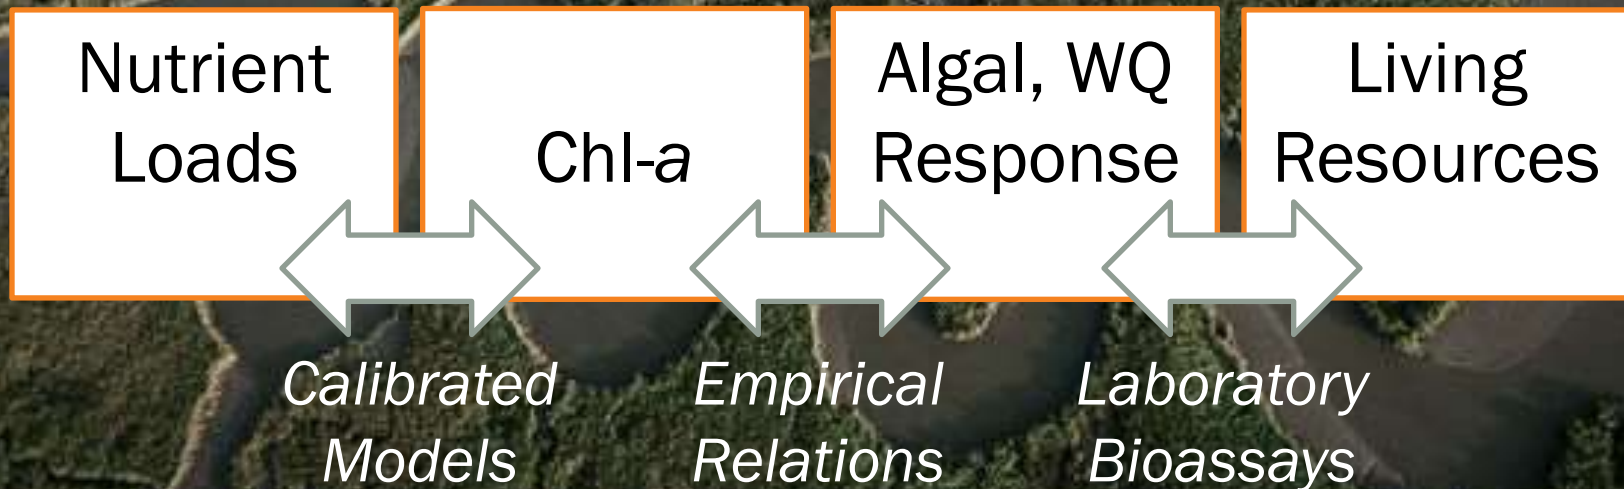 Nutrient
Loads
Chl-a
Algal, WQ
Response
Living
Resources
Calibrated
Models
Empirical
Relations
Laboratory
Bioassays